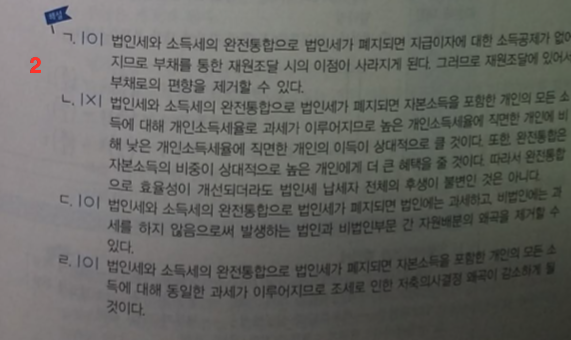 해설
ㄱ. |O| 법인세와 소득세의 완전통합으로 법인세가 폐지되면 지급이자에 대한 소득공제가 없어
지므로 부채를 통한 재원조달 시의 이점이 사라지게 된다. 그러므로 재원조달에 있어서
부채로의 편향을 제거할 수 있다.
2
ㄴ. |X| 법인세와 소득세의 완전통합으로 법인세가 폐지되면 자본소득을 포함한 개인의 모든 소
득에 대해 개인소득세율로 과세가 이루어지므로 높은 개인소득세율에 직면한 개인에 비
해 낮은 개인소득세율에 직면한 개인의 이득이 상대적으로 클 것이다. 또한 완전통합은
자본소득의 비중이 상대적으로 높은 개인에게 더 큰 혜택을 줄 것이다. 따라서 완전통합
으로 효율성이 개선되더라도 법인세 납세자 전체의 후생이 불변인 것은 아니다.
ㄷ. |O| 법인세와 소득세의 완전통합으로 법인세가 폐지되면 법인에는 과세하고, 비법인에는 과
세를 하지 않음으로써 발생하는 법인과 비법인부문 간 자원배분의 왜곡을 제거할 수
있다.
ㄹ. |O| 법인세와 소득세의 완전통합으로 법인세가 폐지되면 자본소득을 포함한 개인의 모든 소
득에 대해 동일한 과세가 이루어지므로 조세로 인한 저축의사결정 왜곡이 감소하게 될
것이다.